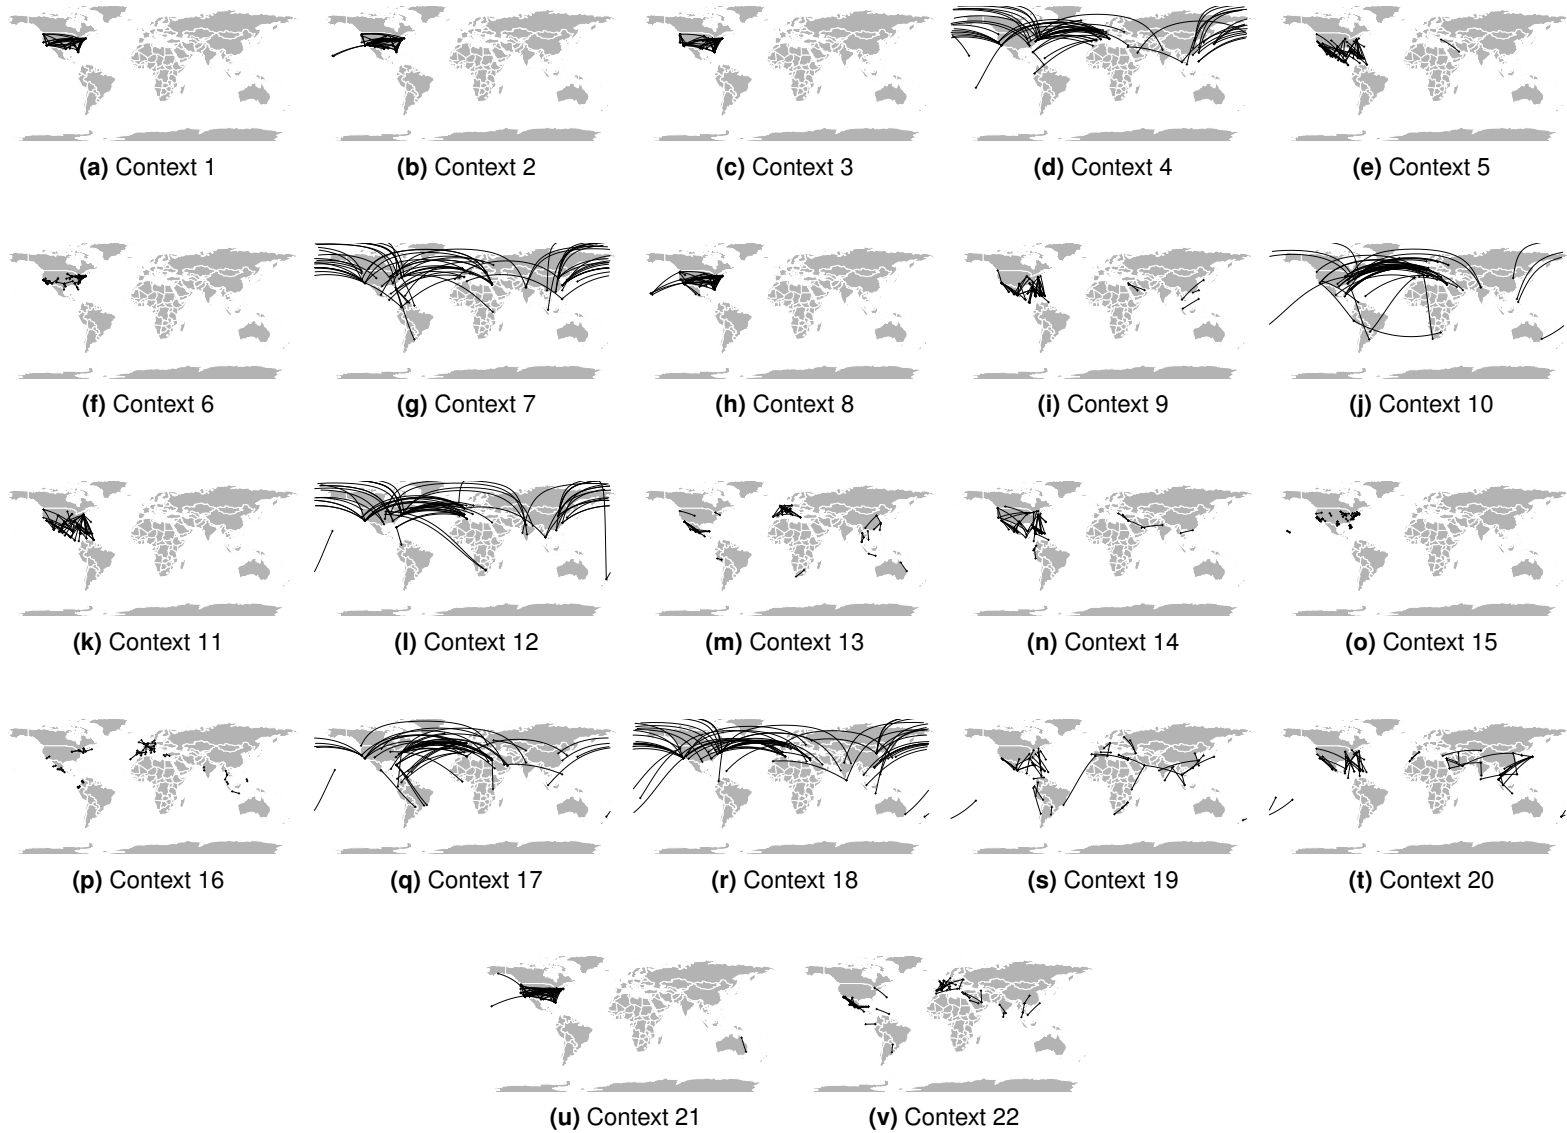 (a) Context 1
(b) Context 2
(c) Context 3
(d) Context 4
(e) Context 5
(f) Context 6
(g) Context 7
(h) Context 8
(i) Context 9
(j) Context 10
(k) Context 11
(l) Context 12
(m) Context 13
(n) Context 14
(o) Context 15
(p) Context 16
(q) Context 17
(r) Context 18
(s) Context 19
(t) Context 20
(u) Context 21
(v) Context 22